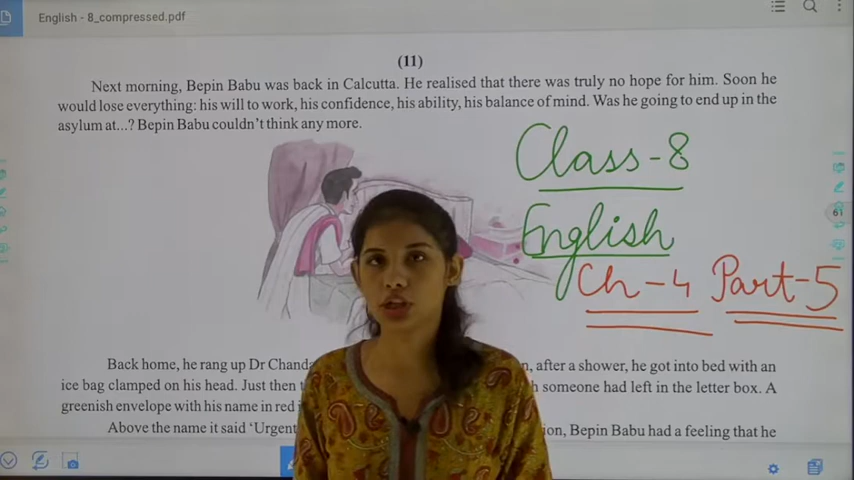 English - 8_compressed.pdf
(11)
Next morning, Bepin Babu was back in Calcutta. He realised that there was truly no hope for him. Soon he
would lose everything: his will to work, his confidence, his ability, his balance of mind. Was he going to end up in the
asylum at...? Bepin Babu couldn't think any more.
Class-8
English
Ch-4 Part-5
61
Back home, he rang up Dr Chanda after a shower, he got into bed with an
ice bag clamped on his head. Just then someone had left in the letter box. A
greenish envelope with his name in red
Above the name it said 'Urgent Bepin Babu had a feeling that he